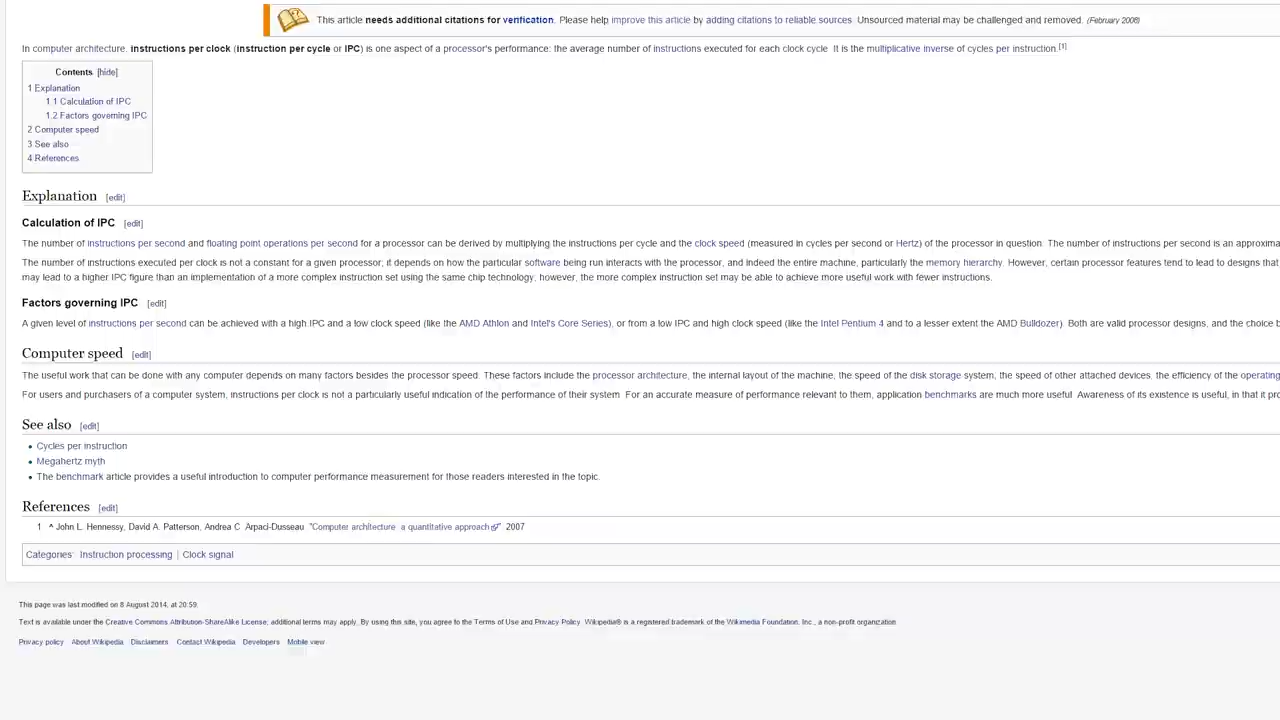 This article needs additional citations for verification. Please help improve this article by adding citations to reliable sources. Unsourced material may be challenged and removed. (February 2008)
In computer architecture, instructions per clock (instruction per cycle or IPC) is one aspect of a processor's performance: the average number of instructions executed for each clock cycle. It is the multiplicative inverse of cycles per instruction.[1]
Contents [hide]
1 Explanation
1.1 Calculation of IPC
1.2 Factors governing IPC
2 Computer speed
3 See also
4 References
Explanation [edit]
Calculation of IPC [edit]
The number of instructions per second and floating point operations per second for a processor can be derived by multiplying the instructions per cycle and the clock speed (measured in cycles per second or Hertz) of the processor in question. The number of instructions per second is an approxima
The number of instructions executed per clock is not a constant for a given processor; it depends on how the particular software being run interacts with the processor, and indeed the entire machine, particularly the memory hierarchy. However, certain processor features tend to lead to designs that
may lead to a higher IPC figure than an implementation of a more complex instruction set using the same chip technology; however, the more complex instruction set may be able to achieve more useful work with fewer instructions.
Factors governing IPC [edit]
A given level of instructions per second can be achieved with a high IPC and a low clock speed (like the AMD Athlon and Intel's Core Series), or from a low IPC and high clock speed (like the Intel Pentium 4 and to a lesser extent the AMD Bulldozer). Both are valid processor designs, and the choice b
Computer speed [edit]
The useful work that can be done with any computer depends on many factors besides the processor speed. These factors include the processor architecture, the internal layout of the machine, the speed of the disk storage system, the speed of other attached devices, the efficiency of the operating
For users and purchasers of a computer system, instructions per clock is not a particularly useful indication of the performance of their system. For an accurate measure of performance relevant to them, application benchmarks are much more useful. Awareness of its existence is useful, in that it pro
See also [edit]
• Cycles per instruction
• Megahertz myth
• The benchmark article provides a useful introduction to computer performance measurement for those readers interested in the topic.
References [edit]
1 ^ John L. Hennessy, David A. Patterson, Andrea C. Arpaci-Dusseau. "Computer architecture: a quantitative approach" 2007
Categories: Instruction processing | Clock signal
This page was last modified on 8 August 2014, at 20:59.
Text is available under the Creative Commons Attribution-ShareAlike License; additional terms may apply. By using this site, you agree to the Terms of Use and Privacy Policy. Wikipedia® is a registered trademark of the Wikimedia Foundation, Inc., a non-profit organization
Privacy policy About Wikipedia Disclaimers Contact Wikipedia Developers Mobile view